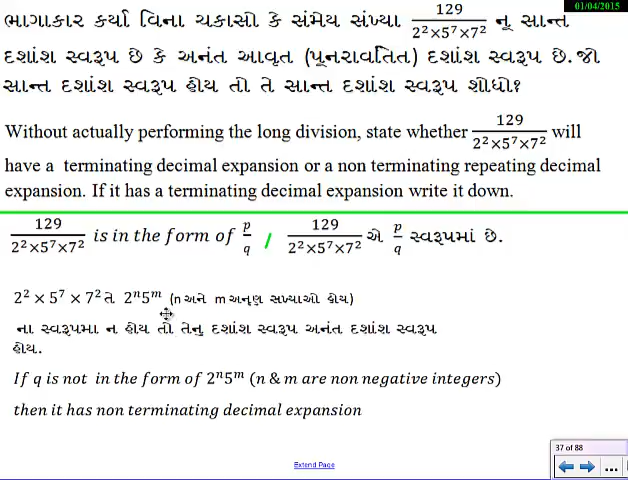 01/04/2015
ભાગાકાર કર્યા વિના ચકાસો કે સંમેય સંખ્યા 129/2²×5⁷×7² નૂ સાન્ત
દશાંશ સ્વરૂપ છે કે અનંત આવૃત (પૂનરાવર્તિત) દશાંશ સ્વરૂપ છે.જો
સાન્ત દશાંશ સ્વરૂપ હોય તો તે સાન્ત દશાંશ સ્વરૂપ શોધો?
Without actually performing the long division, state whether 129/2²×5⁷×7² will
have a terminating decimal expansion or a non terminating repeating decimal
expansion. If it has a terminating decimal expansion write it down.
129/2²×5⁷×7² is in the form of p/q / 129/2²×5⁷×7² એ p/q સ્વરૂપમાં છે.
2² × 5⁷ × 7² તે 2ⁿ5ᵐ (n અને m અનૃણ સખ્યાઓ હોય)
ના સ્વરૂપમા ન હોય તો તેનુ દશાંશ સ્વરૂપ અનંત દશાંશ સ્વરૂપ
હોય.
If q is not in the form of 2ⁿ5ᵐ (n & m are non negative integers)
then it has non terminating decimal expansion
37 of 88
Extend Page